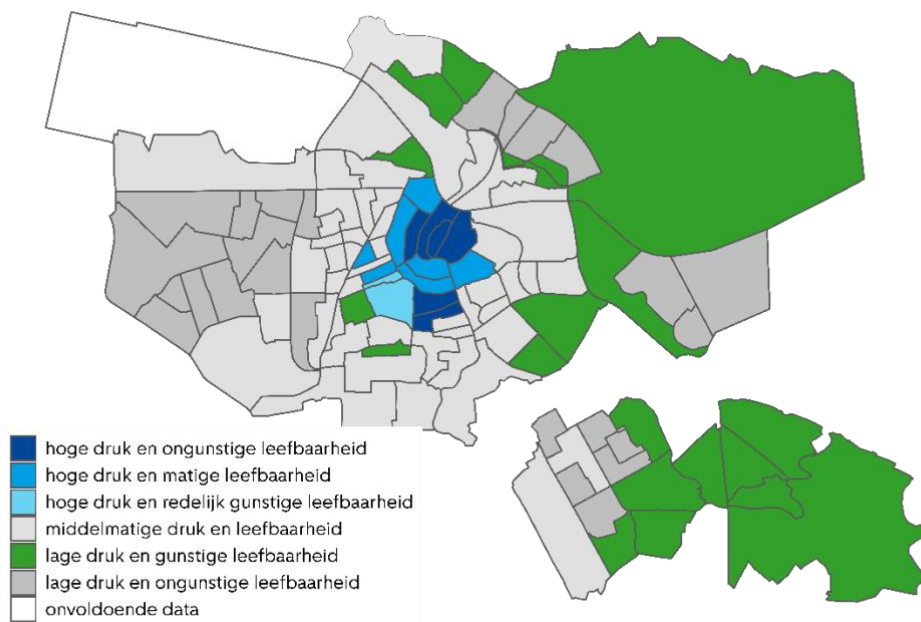 hoge druk en ongunstige leefbaarheid
hoge druk en matige leefbaarheid
hoge druk en redelijk gunstige leefbaarheid
middelmatige druk en leefbaarheid
lage druk en gunstige leefbaarheid
lage druk en ongunstige leefbaarheid
onvoldoende data